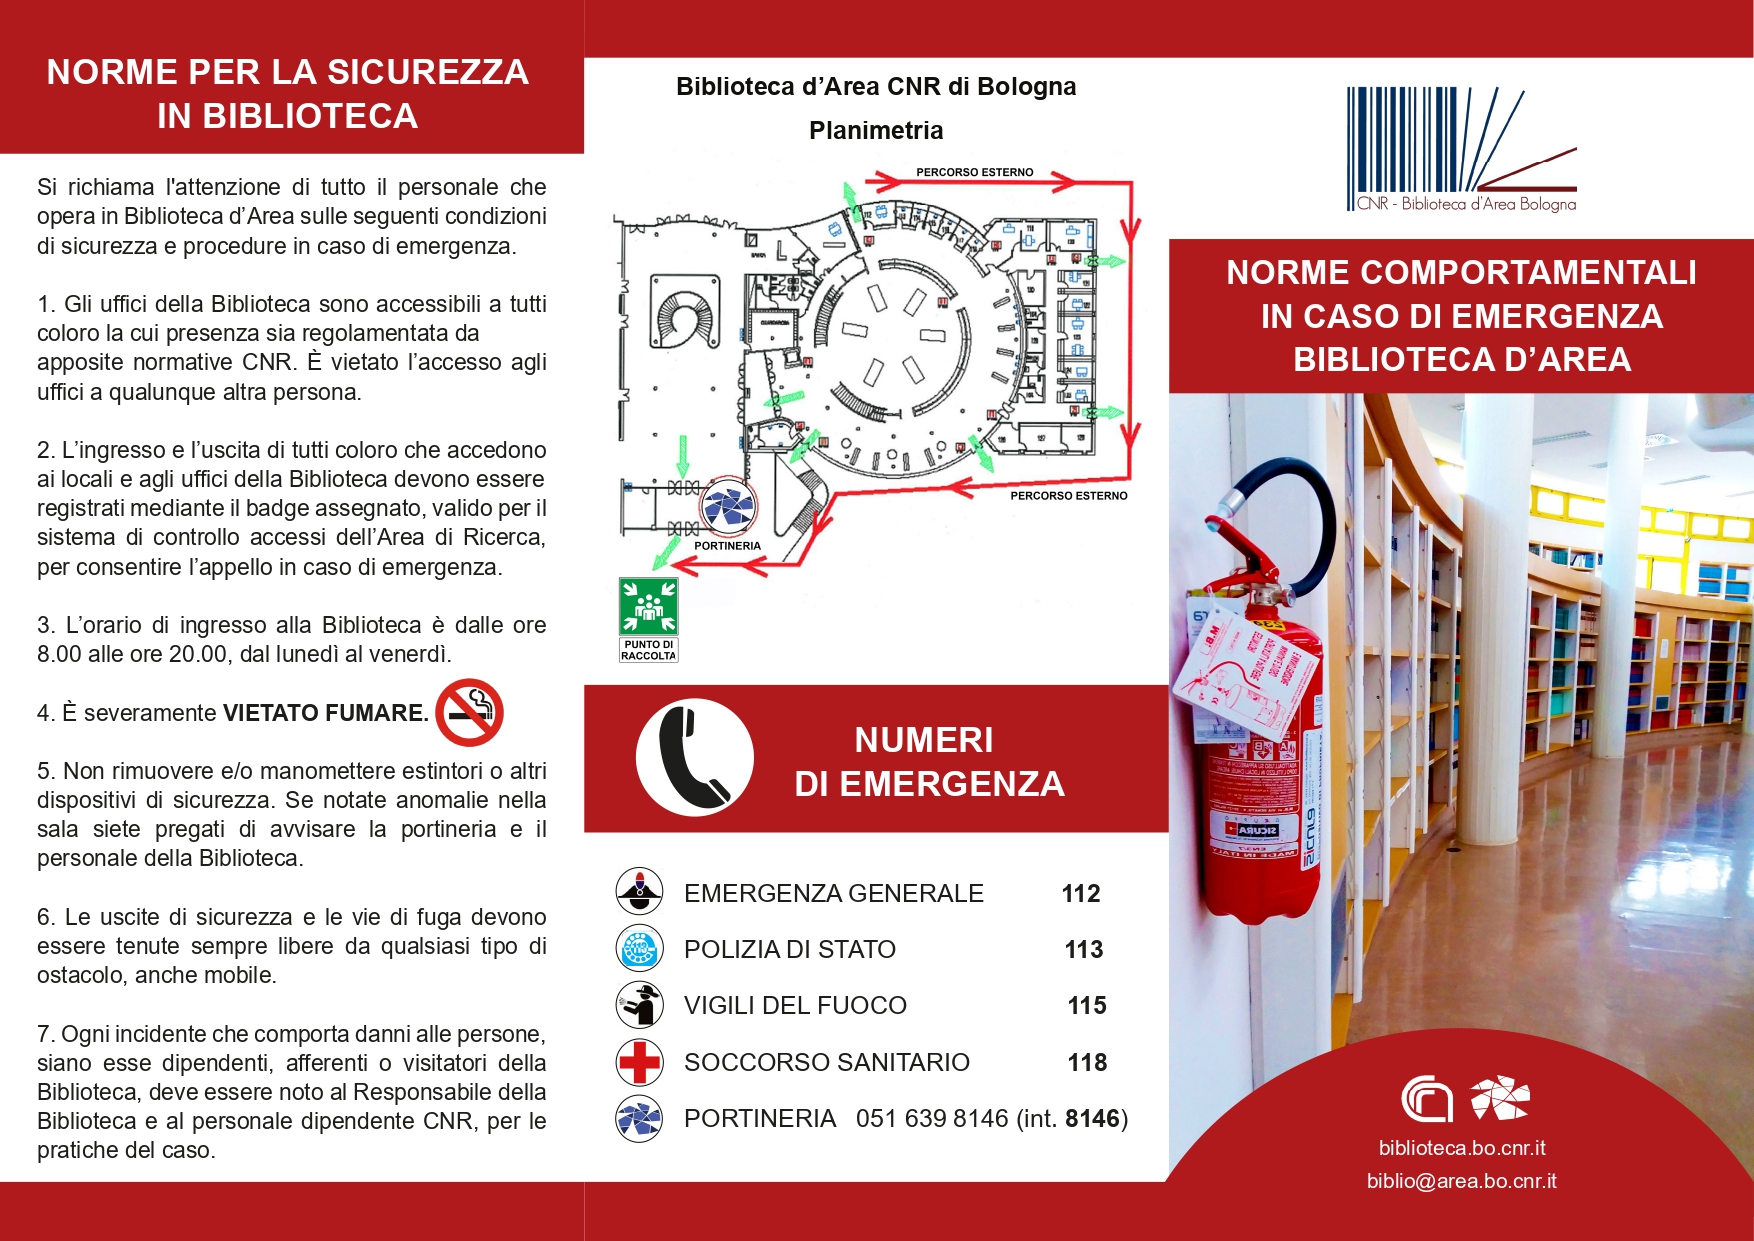 NORME PER LA SICUREZZA
IN BIBLIOTECA
Si richiama l'attenzione di tutto il personale che
opera in Biblioteca d’Area sulle seguenti condizioni
di sicurezza e procedure in caso di emergenza.
1. Gli uffici della Biblioteca sono accessibili a tutti
coloro la cui presenza sia regolamentata da
apposite normative CNR. È vietato l’accesso agli
uffici a qualunque altra persona.
2. L’ingresso e l’uscita di tutti coloro che accedono
ai locali e agli uffici della Biblioteca devono essere
registrati mediante il badge assegnato, valido per il
sistema di controllo accessi dell’Area di Ricerca,
per consentire l’appello in caso di emergenza.
3. L’orario di ingresso alla Biblioteca è dalle ore
8.00 alle ore 20.00, dal lunedì al venerdì.
4. È severamente VIETATO FUMARE.
5. Non rimuovere e/o manomettere estintori o altri
dispositivi di sicurezza. Se notate anomalie nella
sala siete pregati di avvisare la portineria e il
personale della Biblioteca.
6. Le uscite di sicurezza e le vie di fuga devono
essere tenute sempre libere da qualsiasi tipo di
ostacolo, anche mobile.
7. Ogni incidente che comporta danni alle persone,
siano esse dipendenti, afferenti o visitatori della
Biblioteca, deve essere noto al Responsabile della
Biblioteca e al personale dipendente CNR, per le
pratiche del caso.
Biblioteca d’Area CNR di Bologna
Planimetria
PERCORSO ESTERNO
PERCORSO ESTERNO
PORTINERIA
PUNTO DI
RACCOLTA
NUMERI
DI EMERGENZA
EMERGENZA GENERALE 112
POLIZIA DI STATO 113
VIGILI DEL FUOCO 115
SOCCORSO SANITARIO 118
PORTINERIA 051 639 8146 (int. 8146)
CNR - Biblioteca d’Area Bologna
NORME COMPORTAMENTALI
IN CASO DI EMERGENZA
BIBLIOTECA D’AREA
SICURA
MADE IN ITALY
biblioteca.bo.cnr.it
biblio@area.bo.cnr.it